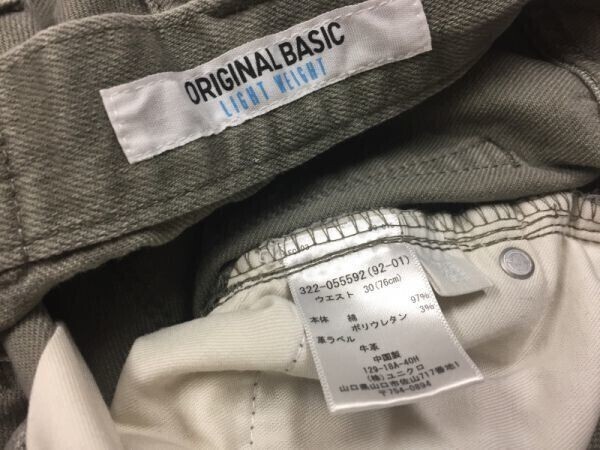 ORIGINAL BASIC
LIGHT WEIGHT
322-055592(92-01)
ウエスト 30(76cm)
本体 綿 97%
ポリウレタン 3%
革ラベル 牛革
中国製
129-18A-40H
(株)ユニクロ
山口県山口市佐山717番地1
〒754-0894